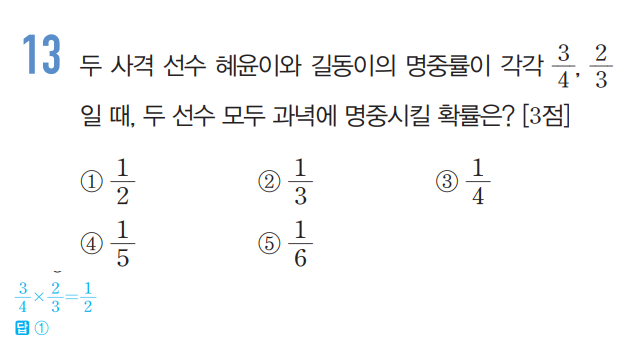 13 두 사격 선수 혜윤이와 길동이의 명중률이 각각 3/4, 2/3
일 때, 두 선수 모두 과녁에 명중시킬 확률은? [3점]
① 1/2 ② 1/3 ③ 1/4
④ 1/5 ⑤ 1/6
3/4×2/3=1/2
답 ①